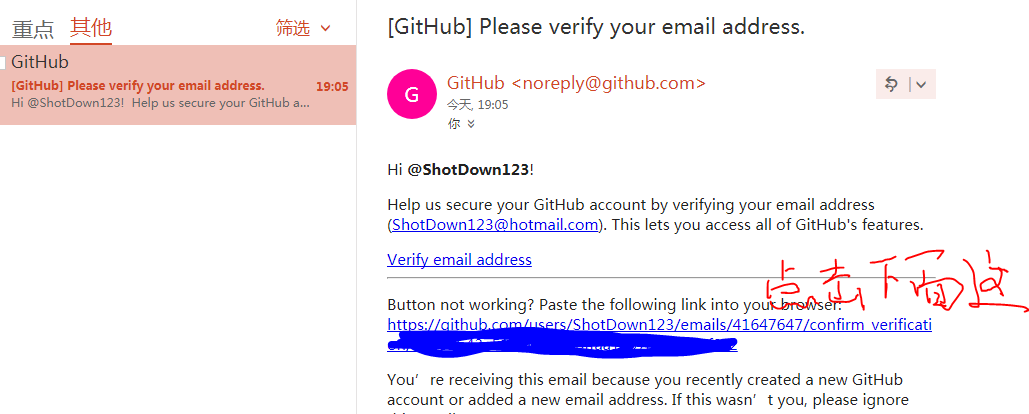 重点 其他 筛选
GitHub
[GitHub] Please verify your email address. 19:05
Hi @ShotDown123! Help us secure your GitHub a...
[GitHub] Please verify your email address.
G
GitHub <noreply@github.com>
今天, 19:05
你
Hi @ShotDown123!
Help us secure your GitHub account by verifying your email address
(ShotDown123@hotmail.com). This lets you access all of GitHub's features.
Verify email address
点击下面这
Button not working? Paste the following link into your browser:
https://github.com/users/ShotDown123/emails/41647647/confirm_verificati
You're receiving this email because you recently created a new GitHub
account or added a new email address. If this wasn't you, please ignore